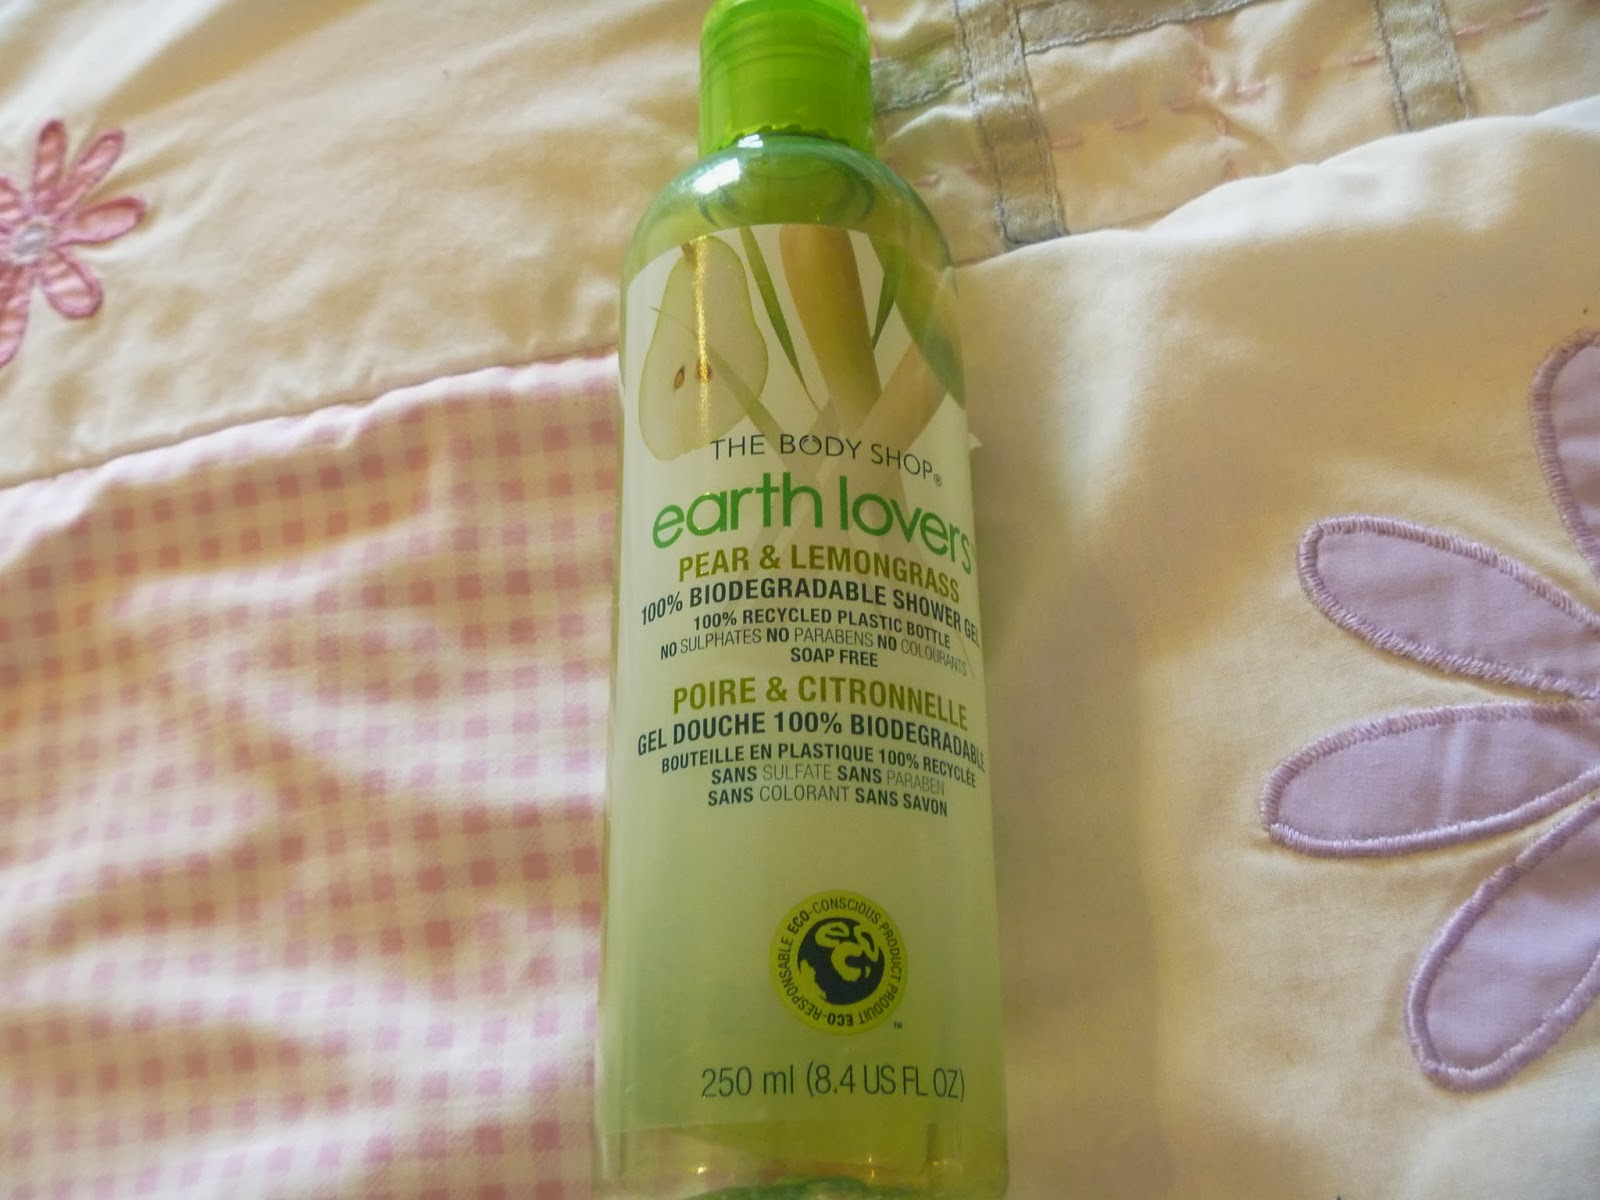 THE BODY SHOP®
earth lovers
PEAR & LEMONGRASS
100% BIODEGRADABLE SHOWER GEL
100% RECYCLED PLASTIC BOTTLE
NO SULPHATES NO PARABENS NO COLOURANTS
SOAP FREE
POIRE & CITRONNELLE
GEL DOUCHE 100% BIODEGRADABLE
BOUTEILLE EN PLASTIQUE 100% RECYCLÉE
SANS SULFATE SANS PARABEN
SANS COLORANT SANS SAVON
ECO-CONSCIOUS PRODUCT
PRODUIT ECO-RESPONSABLE
eco
™
250 ml (8.4 US FL OZ)